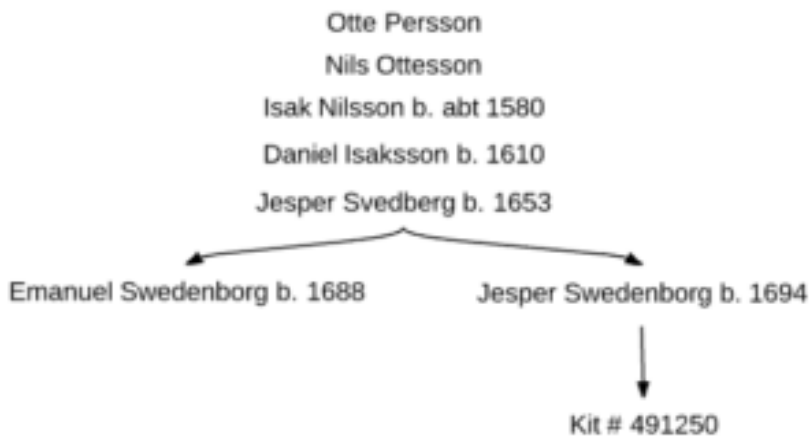 Otte Persson
Nils Ottesson
Isak Nilsson b. abt 1580
Daniel Isaksson b. 1610
Jesper Svedberg b. 1653
Emanuel Swedenborg b. 1688
Jesper Swedenborg b. 1694
Kit # 491250